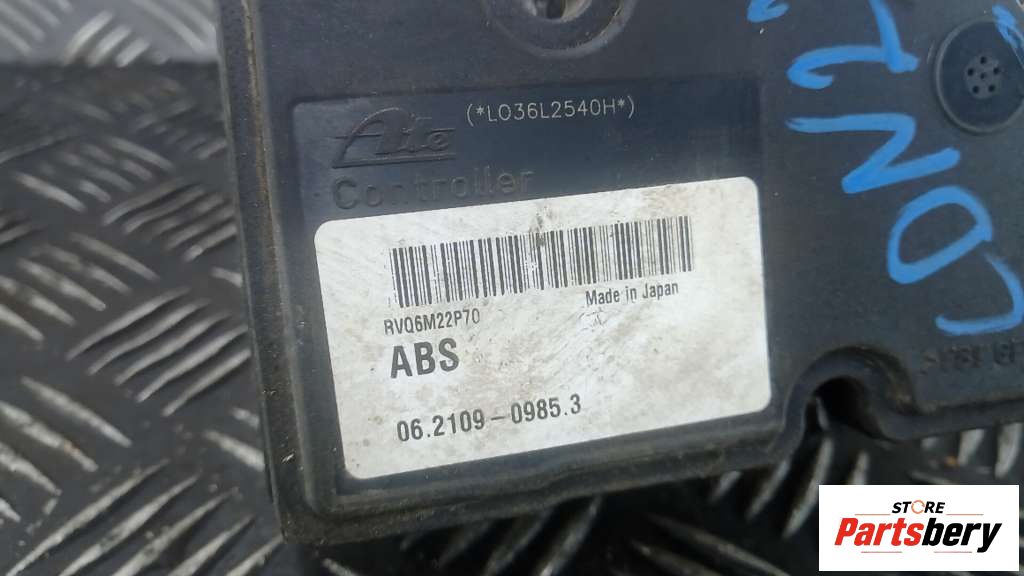 (*L036L2540H*)
Ate
Controller
RVQ6M22P70
Made in Japan
ABS
06.2109-0985.3
STORE
Partsbery